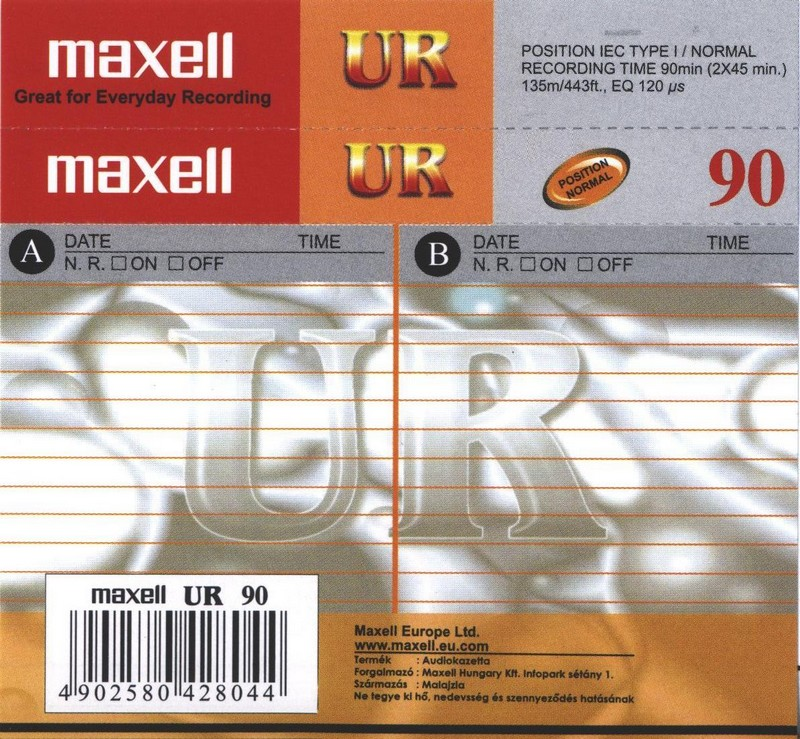 maxell
Great for Everyday Recording
UR
POSITION IEC TYPE I / NORMAL
RECORDING TIME 90min (2X45 min.)
135m/443ft., EQ 120 µs
maxell
UR
POSITION
NORMAL
90
A DATE TIME
N. R. ☐ ON ☐ OFF
B DATE TIME
N. R. ☐ ON ☐ OFF
UR
maxell UR 90
4 902580 428044
Maxell Europe Ltd.
www.maxell.eu.com
Termék : Audiokazetta
Forgalmazó : Maxell Hungary Kft. Infopark sétány 1.
Származás : Malajzia
Ne tegye ki hő, nedevsség és szennyeződés hatásának